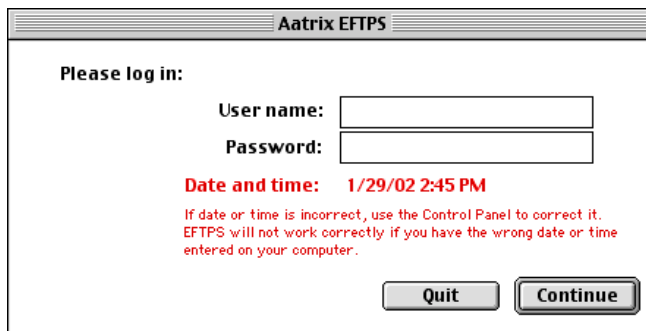 Aatrix EFTPS
Please log in:
User name:
Password:
Date and time: 1/29/02 2:45 PM
If date or time is incorrect, use the Control Panel to correct it.
EFTPS will not work correctly if you have the wrong date or time
entered on your computer.
Quit Continue